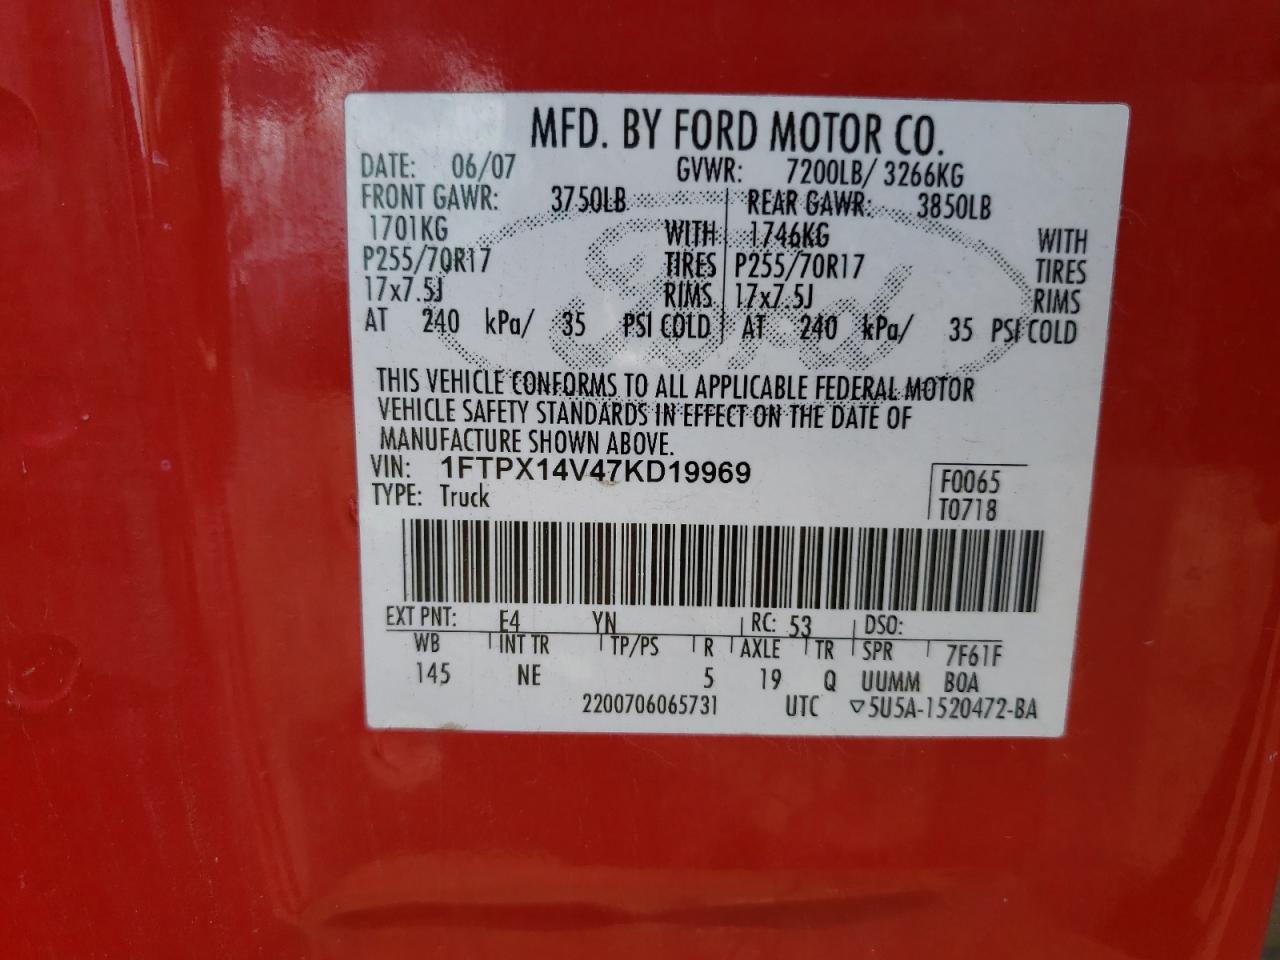 MFD. BY FORD MOTOR CO.
DATE: 06/07 GVWR: 7200LB/ 3266KG
FRONT GAWR: 3750LB REAR GAWR: 3850LB
1701KG WITH 1746KG WITH
P255/70R17 TIRES P255/70R17 TIRES
17x7.5J RIMS 17x7.5J RIMS
AT 240 kPa/ 35 PSI COLD AT 240 kPa/ 35 PSI COLD
THIS VEHICLE CONFORMS TO ALL APPLICABLE FEDERAL MOTOR
VEHICLE SAFETY STANDARDS IN EFFECT ON THE DATE OF
MANUFACTURE SHOWN ABOVE.
VIN: 1FTPX14V47KD19969
TYPE: Truck
F0065
T0718
EXT PNT: E4 YN RC: 53 DSO:
WB INT TR TP/PS R AXLE TR SPR 7F61F
145 NE 5 19 Q UUMM BOA
2200706065731 UTC ▽5U5A-1520472-BA
Ford